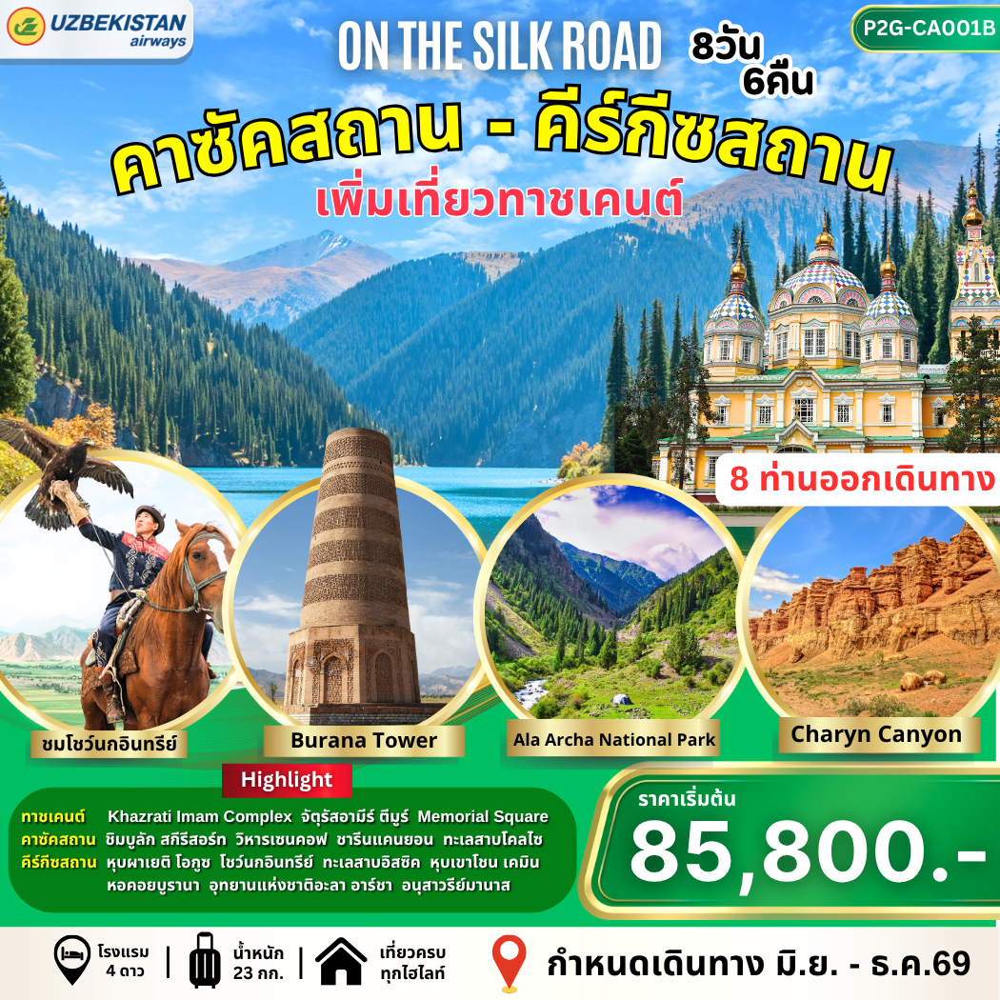 UZBEKISTAN
airways
ON THE SILK ROAD
8วัน
6คืน
P2G-CA001B
คาซัคสถาน - คีร์กีซสถาน
เพิ่มเที่ยวทาชเคนต์
8 ท่านออกเดินทาง
ชมโชว์นกอินทรีย์
Burana Tower
Ala Archa National Park
Charyn Canyon
Highlight
ทาชเคนต์ Khazrati Imam Complex จัตุรัสอามีร์ ตีมูร์ Memorial Square
คาซัคสถาน ชิมบูลัก สกีรีสอร์ท วิหารเซนคอฟ ชารีนแคนยอน ทะเลสาบโคลไซ
คีร์กีซสถาน หุบผาเยติ โอกูซ โชว์นกอินทรีย์ ทะเลสาบอิสซิค หุบเขาโชน เคมิน
หอคอยบูรานา อุทยานแห่งชาติอะลา อาร์ชา อนุสาวรีย์มานาส
ราคาเริ่มต้น
85,800.-
โรงแรม
4 ดาว
น้ำหนัก
23 กก.
เที่ยวครบ
ทุกไฮไลท์
กำหนดเดินทาง มิ.ย. - ธ.ค.69